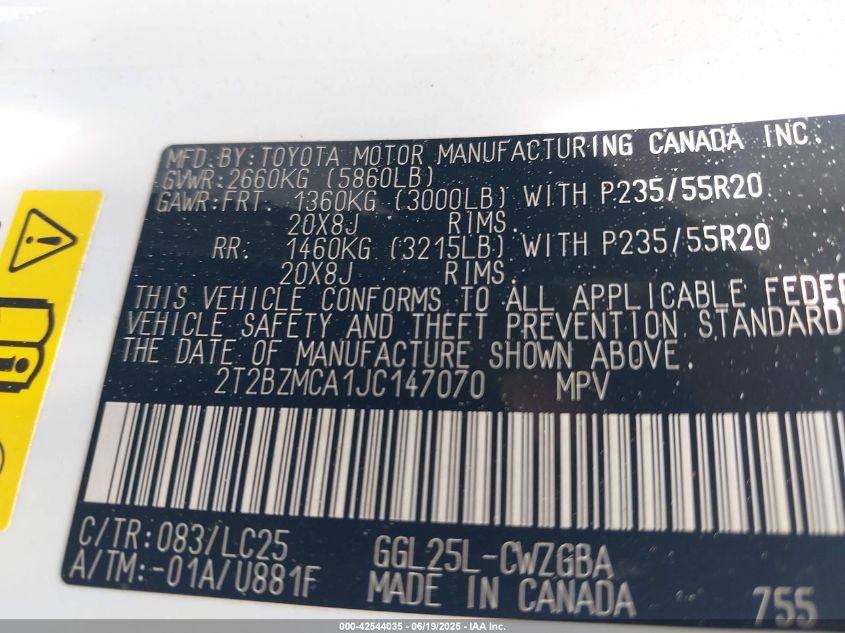 MFD. BY: TOYOTA MOTOR MANUFACTURING CANADA INC.
GVWR: 2660KG (5860LB)
GAWR: FRT. 1360KG (3000LB) WITH P235/55R20
20X8J RIMS.
RR. 1460KG (3215LB) WITH P235/55R20
20X8J RIMS.
THIS VEHICLE CONFORMS TO ALL APPLICABLE FEDE
VEHICLE SAFETY AND THEFT PREVENTION STANDARD
THE DATE OF MANUFACTURE SHOWN ABOVE.
2T2BZMCA1JC147070 MPV
C/TR: 083/LC25 GGL25L-CWZGBA
A/TM: -01A/U881F MADE IN CANADA 755
000-42544035 - 06/19/2025 - IAA Inc.